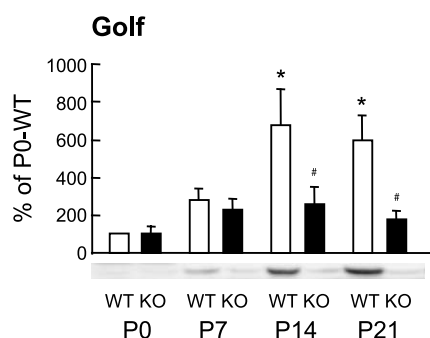 Golf
% of P0-WT
1000
800
600
400
200
0
* *
# #
WT KO WT KO WT KO WT KO
P0 P7 P14 P21